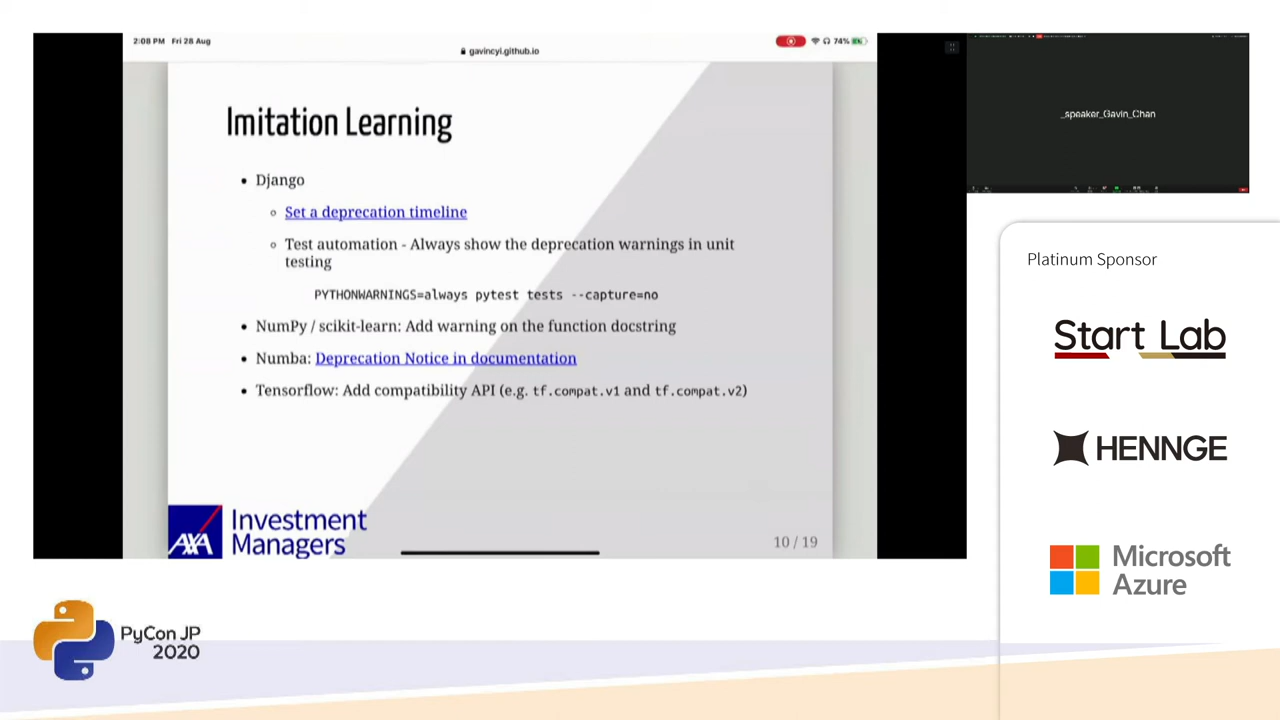 2:08 PM Fri 28 Aug
gavincyi.github.io
74%
Imitation Learning
Django
Set a deprecation timeline
Test automation - Always show the deprecation warnings in unit
testing
PYTHONWARNINGS=always pytest tests --capture=no
NumPy / scikit-learn: Add warning on the function docstring
Numba: Deprecation Notice in documentation
Tensorflow: Add compatibility API (e.g. tf.compat.v1 and tf.compat.v2)
AXA
Investment
Managers
10 / 19
_speaker_Gavin_Chan
Platinum Sponsor
Start Lab
HENNGE
Microsoft
Azure
PyCon JP
2020